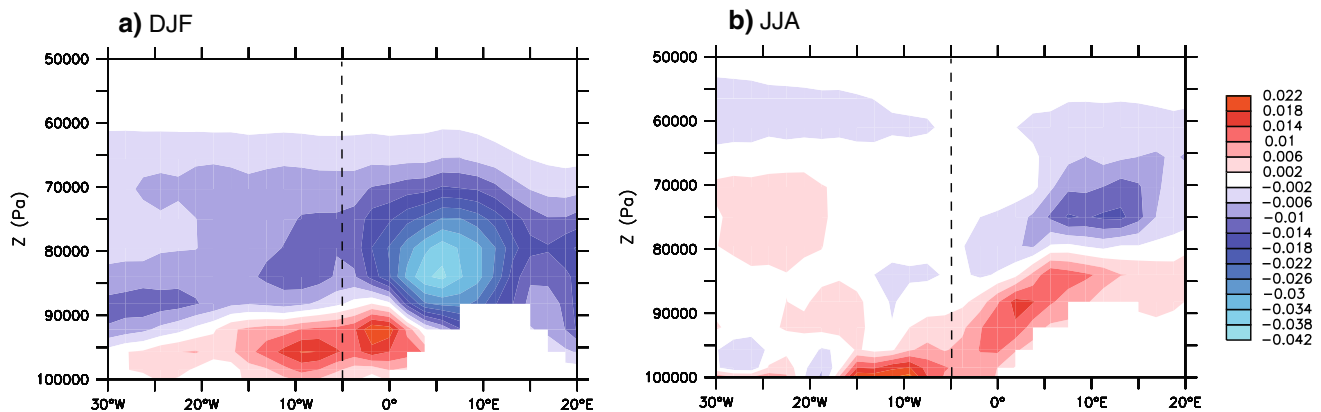 a) DJF
b) JJA
50000
60000
70000
80000
90000
100000
Z (Pa)
30°W
20°W
10°W
0°
10°E
20°E
50000
60000
70000
80000
90000
100000
Z (Pa)
30°W
20°W
10°W
0°
10°E
20°E
0.022
0.018
0.014
0.01
0.006
0.002
−0.002
−0.006
−0.01
−0.014
−0.018
−0.022
−0.026
−0.03
−0.034
−0.038
−0.042